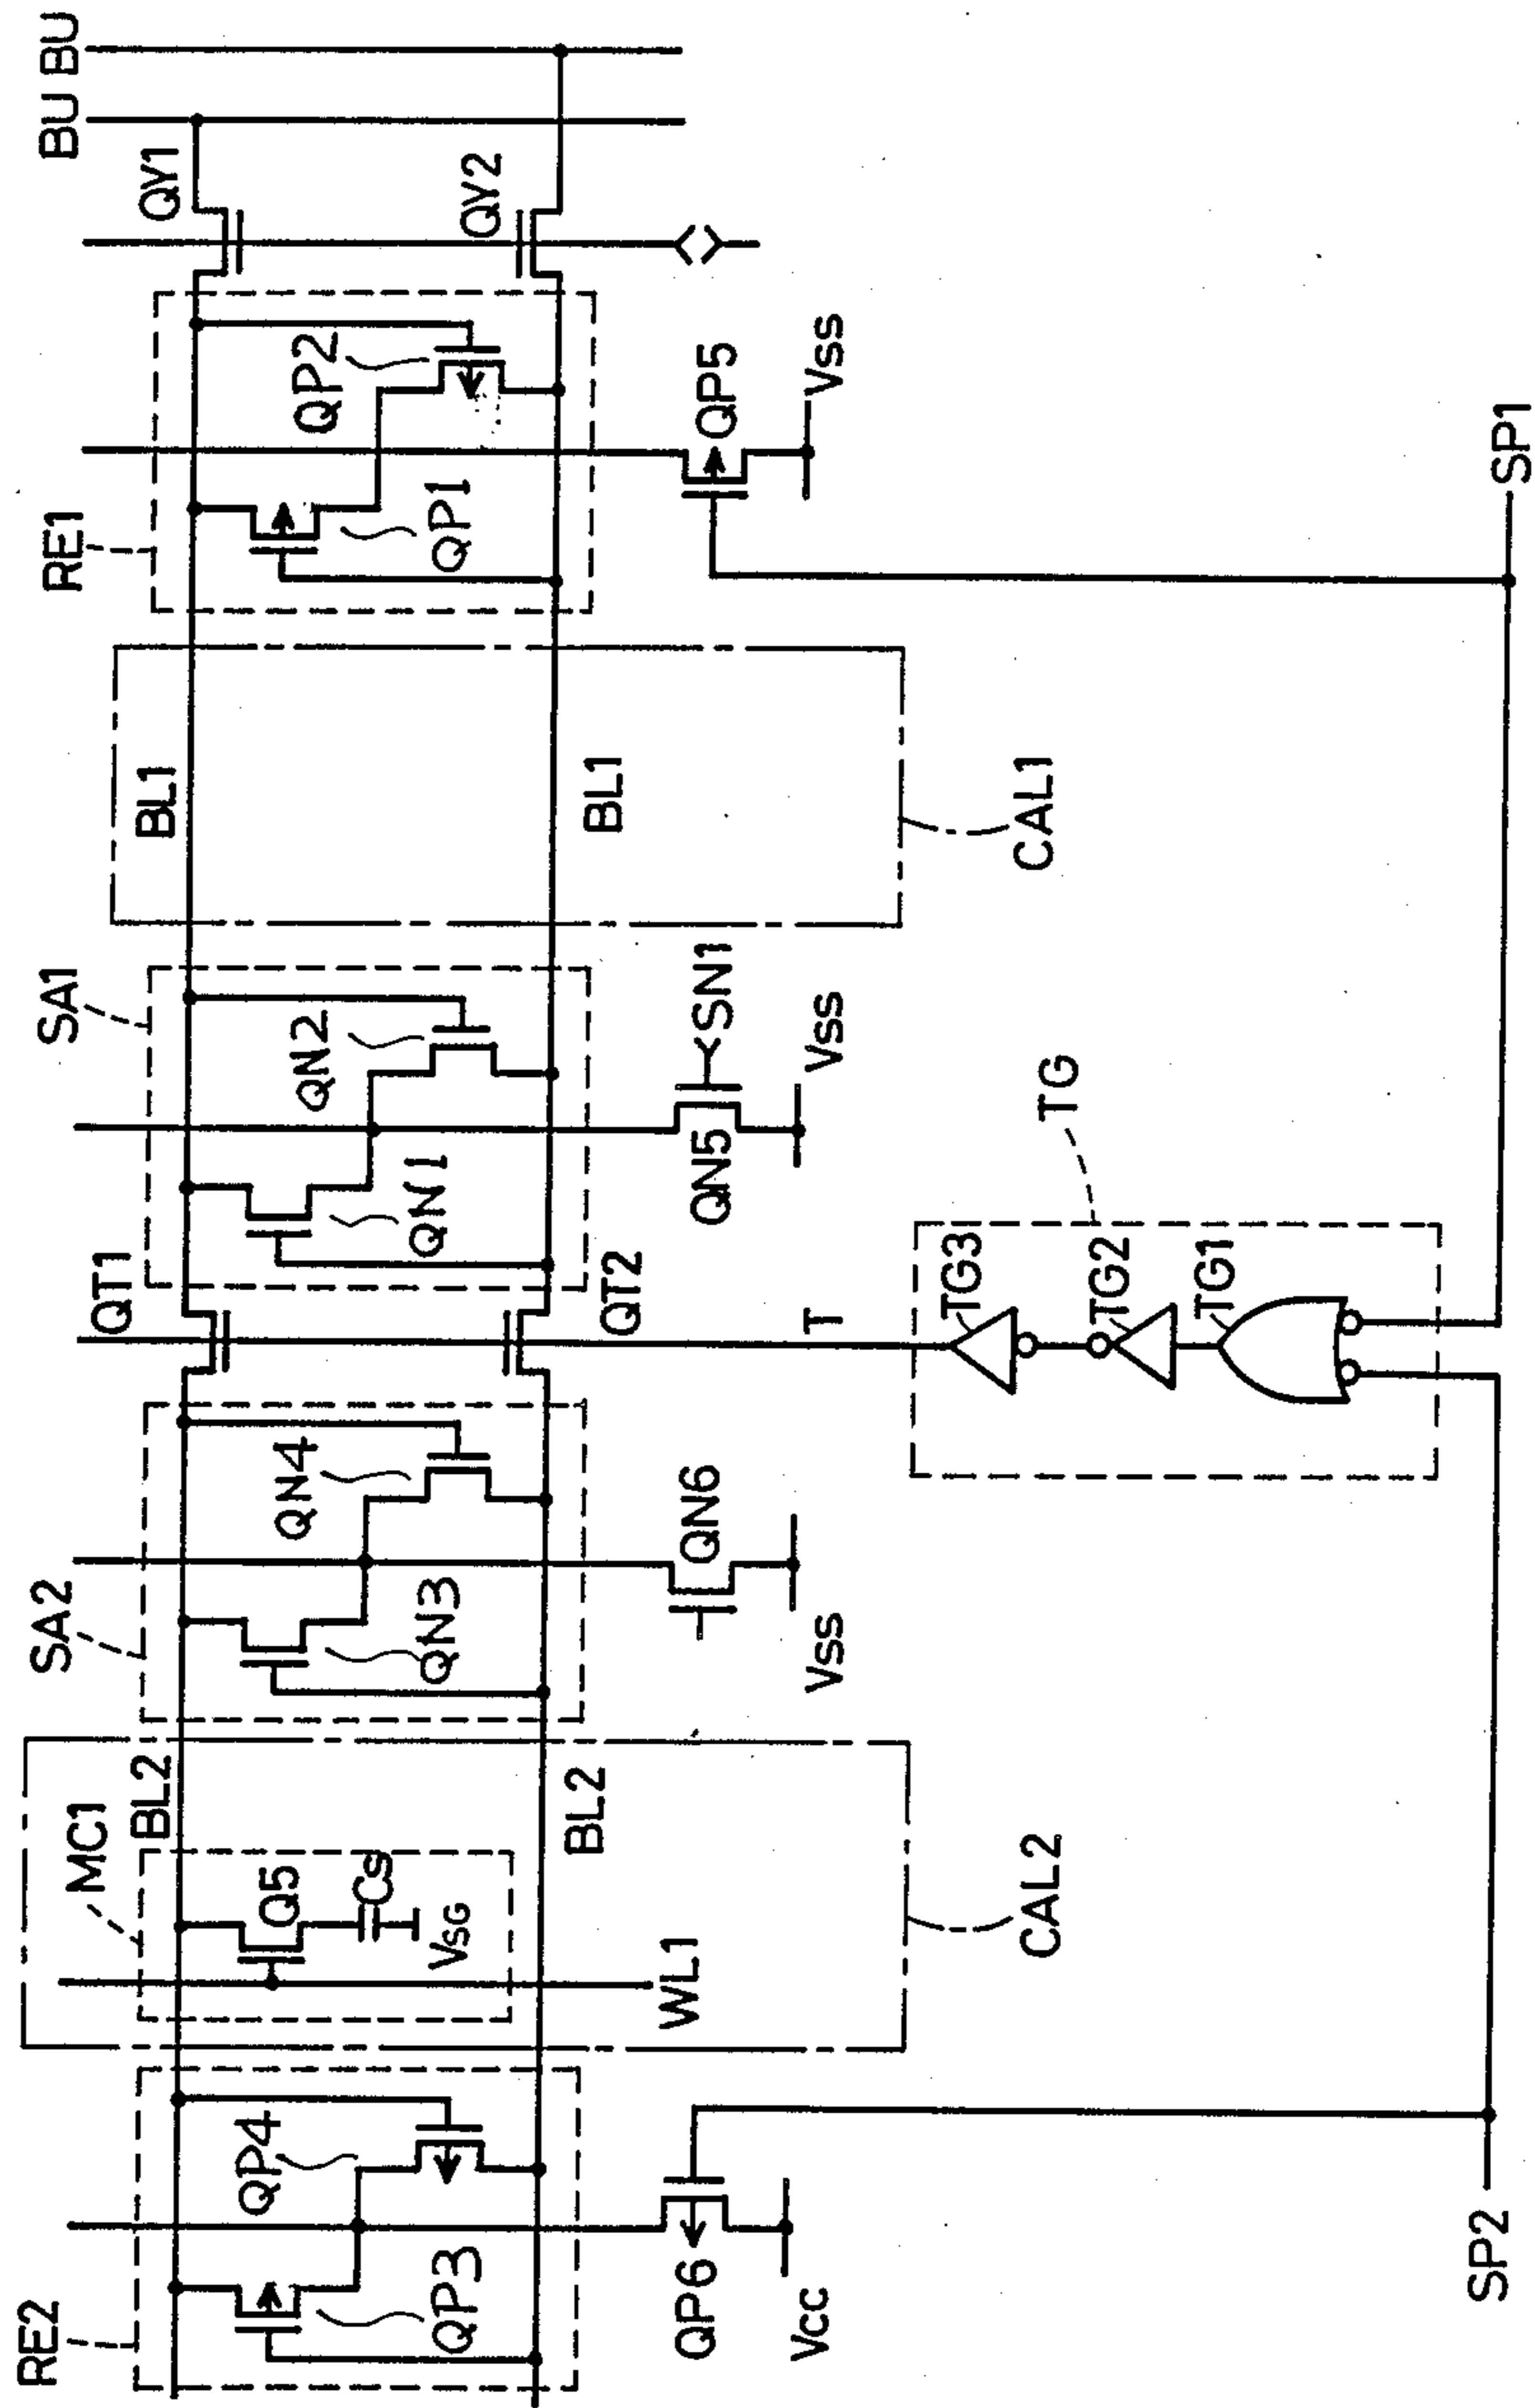 RE2
MC1
SA2
QT1
SA1
RE1
BU
BU
QP4
BL2
Q5
Cs
VSG
QN4
QN2
BL1
QP2
QY1
QP3
QN3
QN1
QP1
QY2
WL1
BL2
QT2
BL1
QP6
QN6
QN5
SN1
QP5
Vcc
Vss
T
Vss
Vss
CAL2
TG
CAL1
TG3
TG2
TG1
SP2
SP1